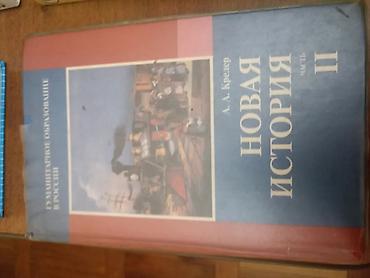 ГУМАНИТАРНОЕ ОБРАЗОВАНИЕ
В РОССИИ
А. А. Кредер
НОВАЯ
ИСТОРИЯ
ЧАСТЬ
II